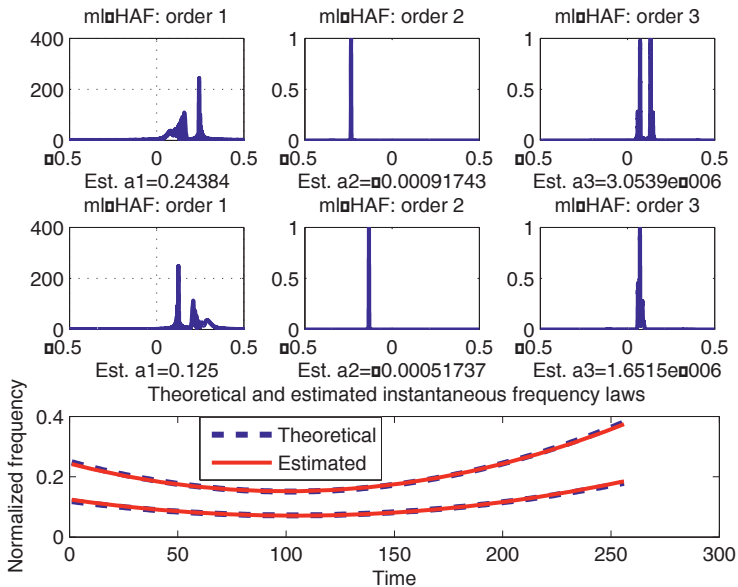 ml□HAF: order 1 ml□HAF: order 2 ml□HAF: order 3
400 1 1
200 0.5 0.5
0 0 0
□0.5 0 0.5 □0.5 0 0.5 □0.5 0 0.5
Est. a1=0.24384 Est. a2=□0.00091743 Est. a3=3.0539e□006
ml□HAF: order 1 ml□HAF: order 2 ml□HAF: order 3
400 1 1
200 0.5 0.5
0 0 0
□0.5 0 0.5 □0.5 0 0.5 □0.5 0 0.5
Est. a1=0.125 Est. a2=□0.00051737 Est. a3=1.6515e□006
Theoretical and estimated instantaneous frequency laws
Normalized frequency
0.4
0.2
0
Theoretical
Estimated
0 50 100 150 200 250 300
Time